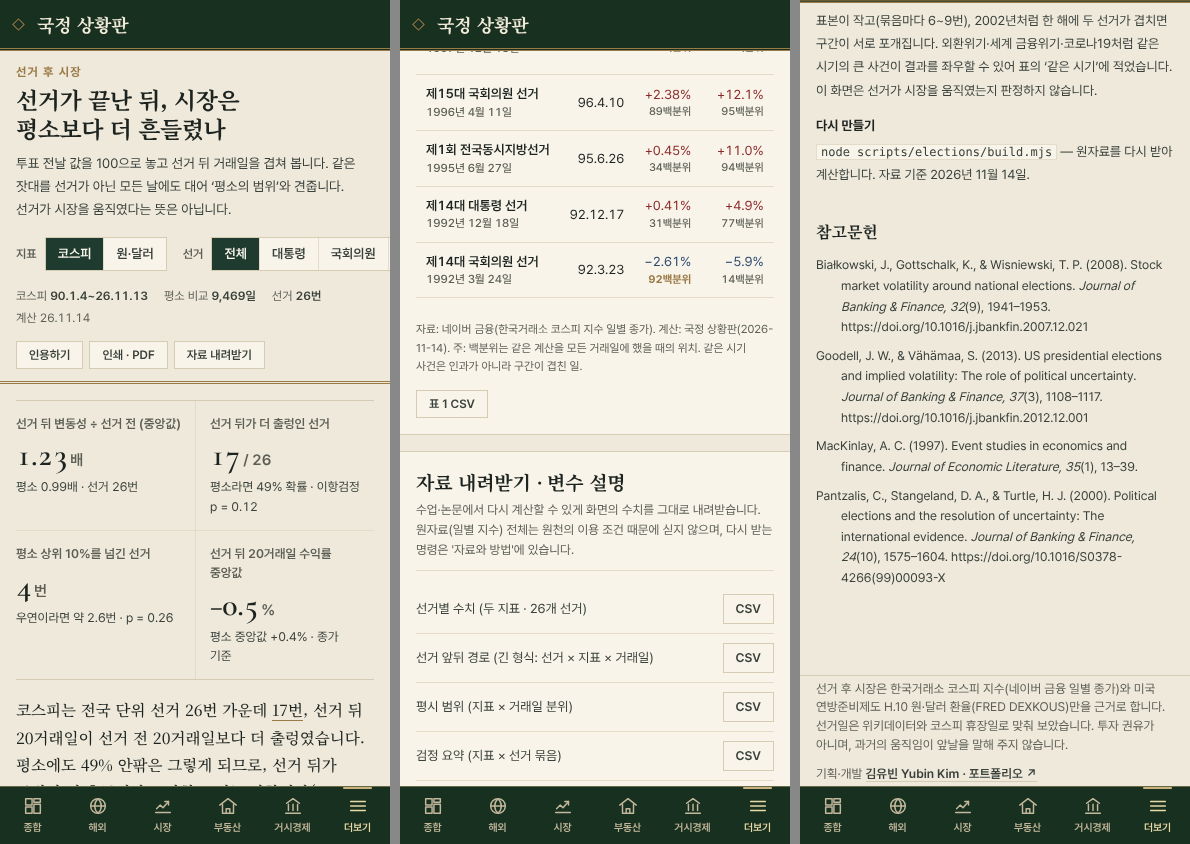 국정 상황판
선거 후 시장
선거가 끝난 뒤, 시장은
평소보다 더 흔들렸나
투표 전날 값을 100으로 놓고 선거 뒤 거래일을 겹쳐 봅니다. 같은
잣대를 선거가 아닌 모든 날에도 대어 ‘평소의 범위’와 견줍니다.
선거가 시장을 움직였다는 뜻은 아닙니다.
지표 코스피 원·달러 선거 전체 대통령 국회의원
코스피 90.1.4~26.11.13 평소 비교 9,469일 선거 26번
계산 26.11.14
인용하기 인쇄 · PDF 자료 내려받기
선거 뒤 변동성 ÷ 선거 전 (중앙값)
1.23배
평소 0.99배 · 선거 26번
선거 뒤가 더 출렁인 선거
17 / 26
평소라면 49% 확률 · 이항검정
p = 0.12
평소 상위 10%를 넘긴 선거
4번
우연이라면 약 2.6번 · p = 0.26
선거 뒤 20거래일 수익률
중앙값
−0.5%
평소 중앙값 +0.4% · 종가
기준
코스피는 전국 단위 선거 26번 가운데 17번, 선거 뒤
20거래일이 선거 전 20거래일보다 더 출렁였습니다.
평소에도 49% 안팎은 그렇게 되므로, 선거 뒤가
종합 해외 시장 부동산 거시경제 더보기
국정 상황판
제15대 국회의원 선거 96.4.10 +2.38% +12.1%
1996년 4월 11일 89백분위 95백분위
제1회 전국동시지방선거 95.6.26 +0.45% +11.0%
1995년 6월 27일 34백분위 94백분위
제14대 대통령 선거 92.12.17 +0.41% +4.9%
1992년 12월 18일 31백분위 77백분위
제14대 국회의원 선거 92.3.23 −2.61% −5.9%
1992년 3월 24일 92백분위 14백분위
자료: 네이버 금융(한국거래소 코스피 지수 일별 종가). 계산: 국정 상황판(2026-
11-14). 주: 백분위는 같은 계산을 모든 거래일에 했을 때의 위치. 같은 시기
사건은 인과가 아니라 구간이 겹친 일.
표 1 CSV
자료 내려받기 · 변수 설명
수업·논문에서 다시 계산할 수 있게 화면의 수치를 그대로 내려받습니다.
원자료(일별 지수) 전체는 원천의 이용 조건 때문에 싣지 않으며, 다시 받는
명령은 '자료와 방법'에 있습니다.
선거별 수치 (두 지표 · 26개 선거) CSV
선거 앞뒤 경로 (긴 형식: 선거 × 지표 × 거래일) CSV
평시 범위 (지표 × 거래일 분위) CSV
검정 요약 (지표 × 선거 묶음) CSV
종합 해외 시장 부동산 거시경제 더보기
표본이 작고(묶음마다 6~9번), 2002년처럼 한 해에 두 선거가 겹치면
구간이 서로 포개집니다. 외환위기·세계 금융위기·코로나19처럼 같은
시기의 큰 사건이 결과를 좌우할 수 있어 표의 ‘같은 시기’에 적었습니다.
이 화면은 선거가 시장을 움직였는지 판정하지 않습니다.
다시 만들기
node scripts/elections/build.mjs — 원자료를 다시 받아
계산합니다. 자료 기준 2026년 11월 14일.
참고문헌
Białkowski, J., Gottschalk, K., & Wisniewski, T. P. (2008). Stock
market volatility around national elections. Journal of
Banking & Finance, 32(9), 1941–1953.
https://doi.org/10.1016/j.jbankfin.2007.12.021
Goodell, J. W., & Vähämaa, S. (2013). US presidential elections
and implied volatility: The role of political uncertainty.
Journal of Banking & Finance, 37(3), 1108–1117.
https://doi.org/10.1016/j.jbankfin.2012.12.001
MacKinlay, A. C. (1997). Event studies in economics and
finance. Journal of Economic Literature, 35(1), 13–39.
Pantzalis, C., Stangeland, D. A., & Turtle, H. J. (2000). Political
elections and the resolution of uncertainty: The
international evidence. Journal of Banking & Finance,
24(10), 1575–1604. https://doi.org/10.1016/S0378-
4266(99)00093-X
선거 후 시장은 한국거래소 코스피 지수(네이버 금융 일별 종가)와 미국
연방준비제도 H.10 원·달러 환율(FRED DEXKOUS)만을 근거로 합니다.
선거일은 위키데이터와 코스피 휴장일로 맞춰 보았습니다. 투자 권유가
아니며, 과거의 움직임이 앞날을 말해 주지 않습니다.
기획·개발 김유빈 Yubin Kim · 포트폴리오 ↗
종합 해외 시장 부동산 거시경제 더보기